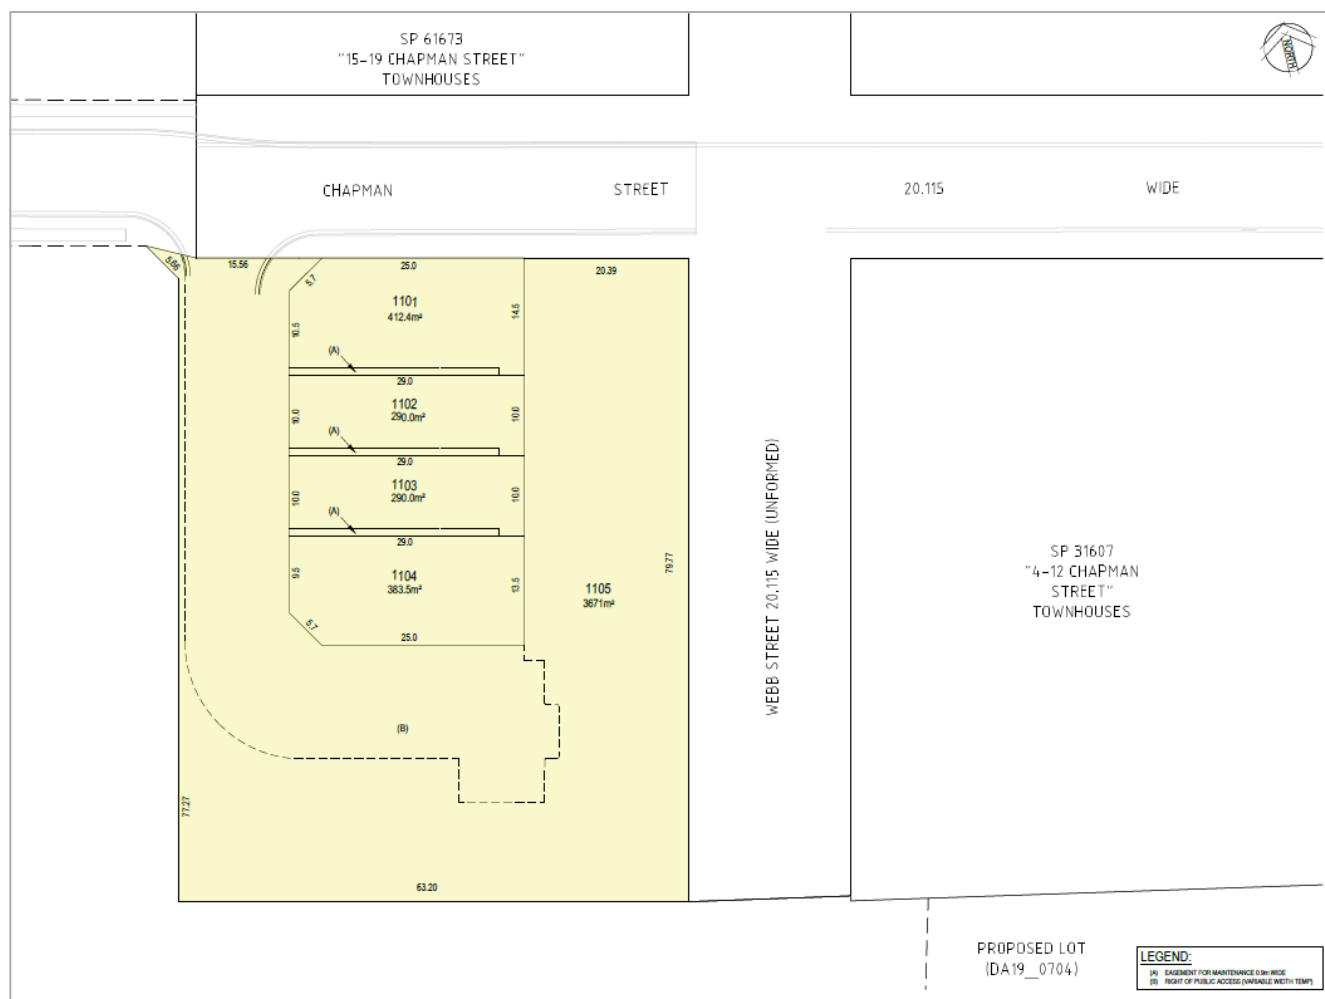 SP 61673
"15-19 CHAPMAN STREET"
TOWNHOUSES
NORTH
CHAPMAN STREET 20.115 WIDE
5.66
15.56
25.0
20.39
5.7
1101
412.4m²
14.5
10.5
(A)
29.0
1102
290.0m²
10.0
10.0
(A)
29.0
1103
290.0m²
10.0
10.0
(A)
29.0
1104
383.5m²
9.5
13.5
5.7
25.0
1105
3671m²
79.77
WEBB STREET 20.115 WIDE (UNFORMED)
SP 31607
"4-12 CHAPMAN
STREET"
TOWNHOUSES
(B)
77.27
63.20
PROPOSED LOT
(DA19_0704)
LEGEND:
(A) EASEMENT FOR MAINTENANCE 0.9m WIDE
(B) RIGHT OF PUBLIC ACCESS (VARIABLE WIDTH TEMP)